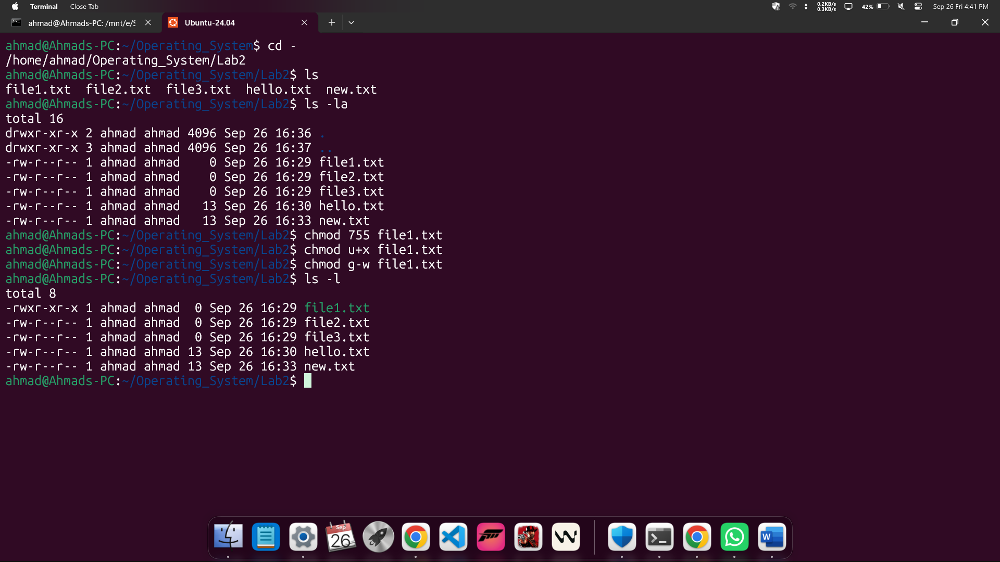 Terminal Close Tab 0.2KB/s 0.3KB/s 42% Sep 26 Fri 4:41 PM
ahmad@Ahmads-PC: /mnt/e/S Ubuntu-24.04
ahmad@Ahmads-PC:~/Operating_System$ cd -
/home/ahmad/Operating_System/Lab2
ahmad@Ahmads-PC:~/Operating_System/Lab2$ ls
file1.txt  file2.txt  file3.txt  hello.txt  new.txt
ahmad@Ahmads-PC:~/Operating_System/Lab2$ ls -la
total 16
drwxr-xr-x 2 ahmad ahmad 4096 Sep 26 16:36 .
drwxr-xr-x 3 ahmad ahmad 4096 Sep 26 16:37 ..
-rw-r--r-- 1 ahmad ahmad    0 Sep 26 16:29 file1.txt
-rw-r--r-- 1 ahmad ahmad    0 Sep 26 16:29 file2.txt
-rw-r--r-- 1 ahmad ahmad    0 Sep 26 16:29 file3.txt
-rw-r--r-- 1 ahmad ahmad   13 Sep 26 16:30 hello.txt
-rw-r--r-- 1 ahmad ahmad   13 Sep 26 16:33 new.txt
ahmad@Ahmads-PC:~/Operating_System/Lab2$ chmod 755 file1.txt
ahmad@Ahmads-PC:~/Operating_System/Lab2$ chmod u+x file1.txt
ahmad@Ahmads-PC:~/Operating_System/Lab2$ chmod g-w file1.txt
ahmad@Ahmads-PC:~/Operating_System/Lab2$ ls -l
total 8
-rwxr-xr-x 1 ahmad ahmad  0 Sep 26 16:29 file1.txt
-rw-r--r-- 1 ahmad ahmad  0 Sep 26 16:29 file2.txt
-rw-r--r-- 1 ahmad ahmad  0 Sep 26 16:29 file3.txt
-rw-r--r-- 1 ahmad ahmad 13 Sep 26 16:30 hello.txt
-rw-r--r-- 1 ahmad ahmad 13 Sep 26 16:33 new.txt
ahmad@Ahmads-PC:~/Operating_System/Lab2$
Sep
26
W